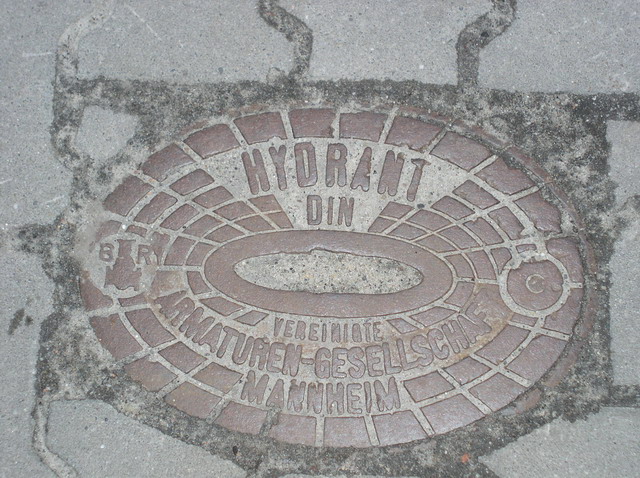 HYDRANT
DIN
B R
VEREINIGTE
ARMATUREN-GESELLSCHAFT
MANNHEIM